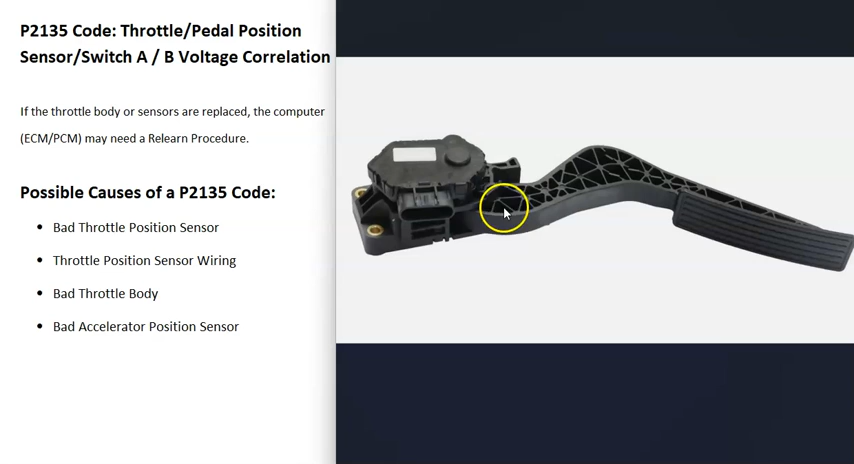 P2135 Code: Throttle/Pedal Position
Sensor/Switch A / B Voltage Correlation
If the throttle body or sensors are replaced, the computer
(ECM/PCM) may need a Relearn Procedure.
Possible Causes of a P2135 Code:
• Bad Throttle Position Sensor
• Throttle Position Sensor Wiring
• Bad Throttle Body
• Bad Accelerator Position Sensor